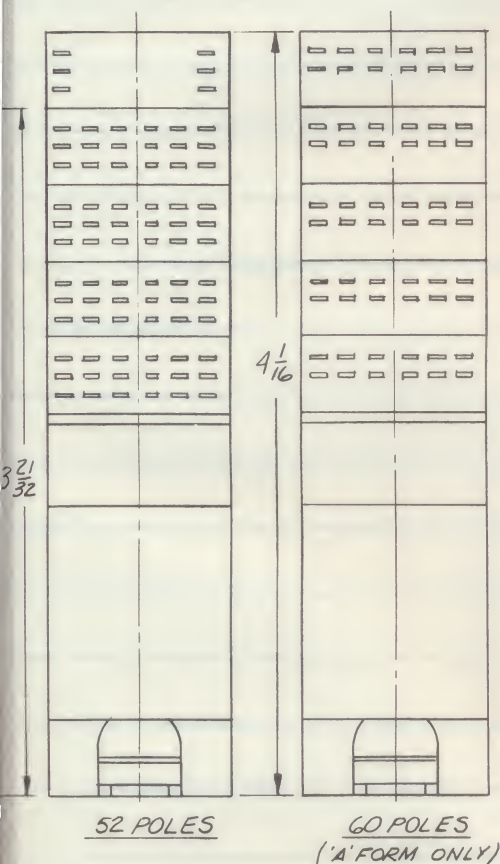 4 1/16
3 21/32
52 POLES
60 POLES
('A' FORM ONLY)